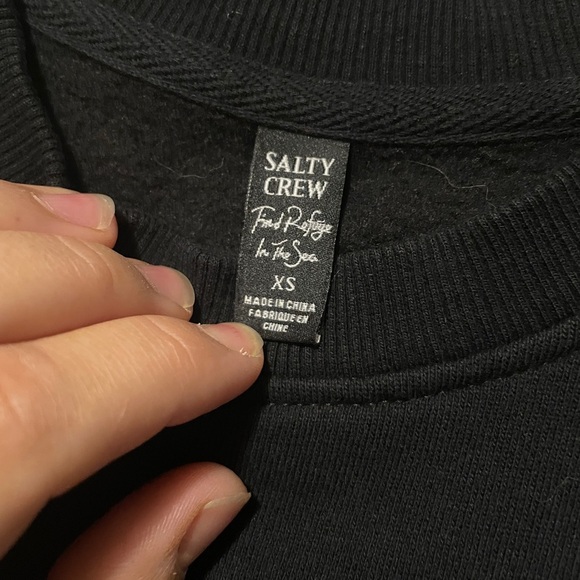 SALTY
CREW
Find Refuge
In The Sea
XS
MADE IN CHINA
FABRIQUE EN
CHINE